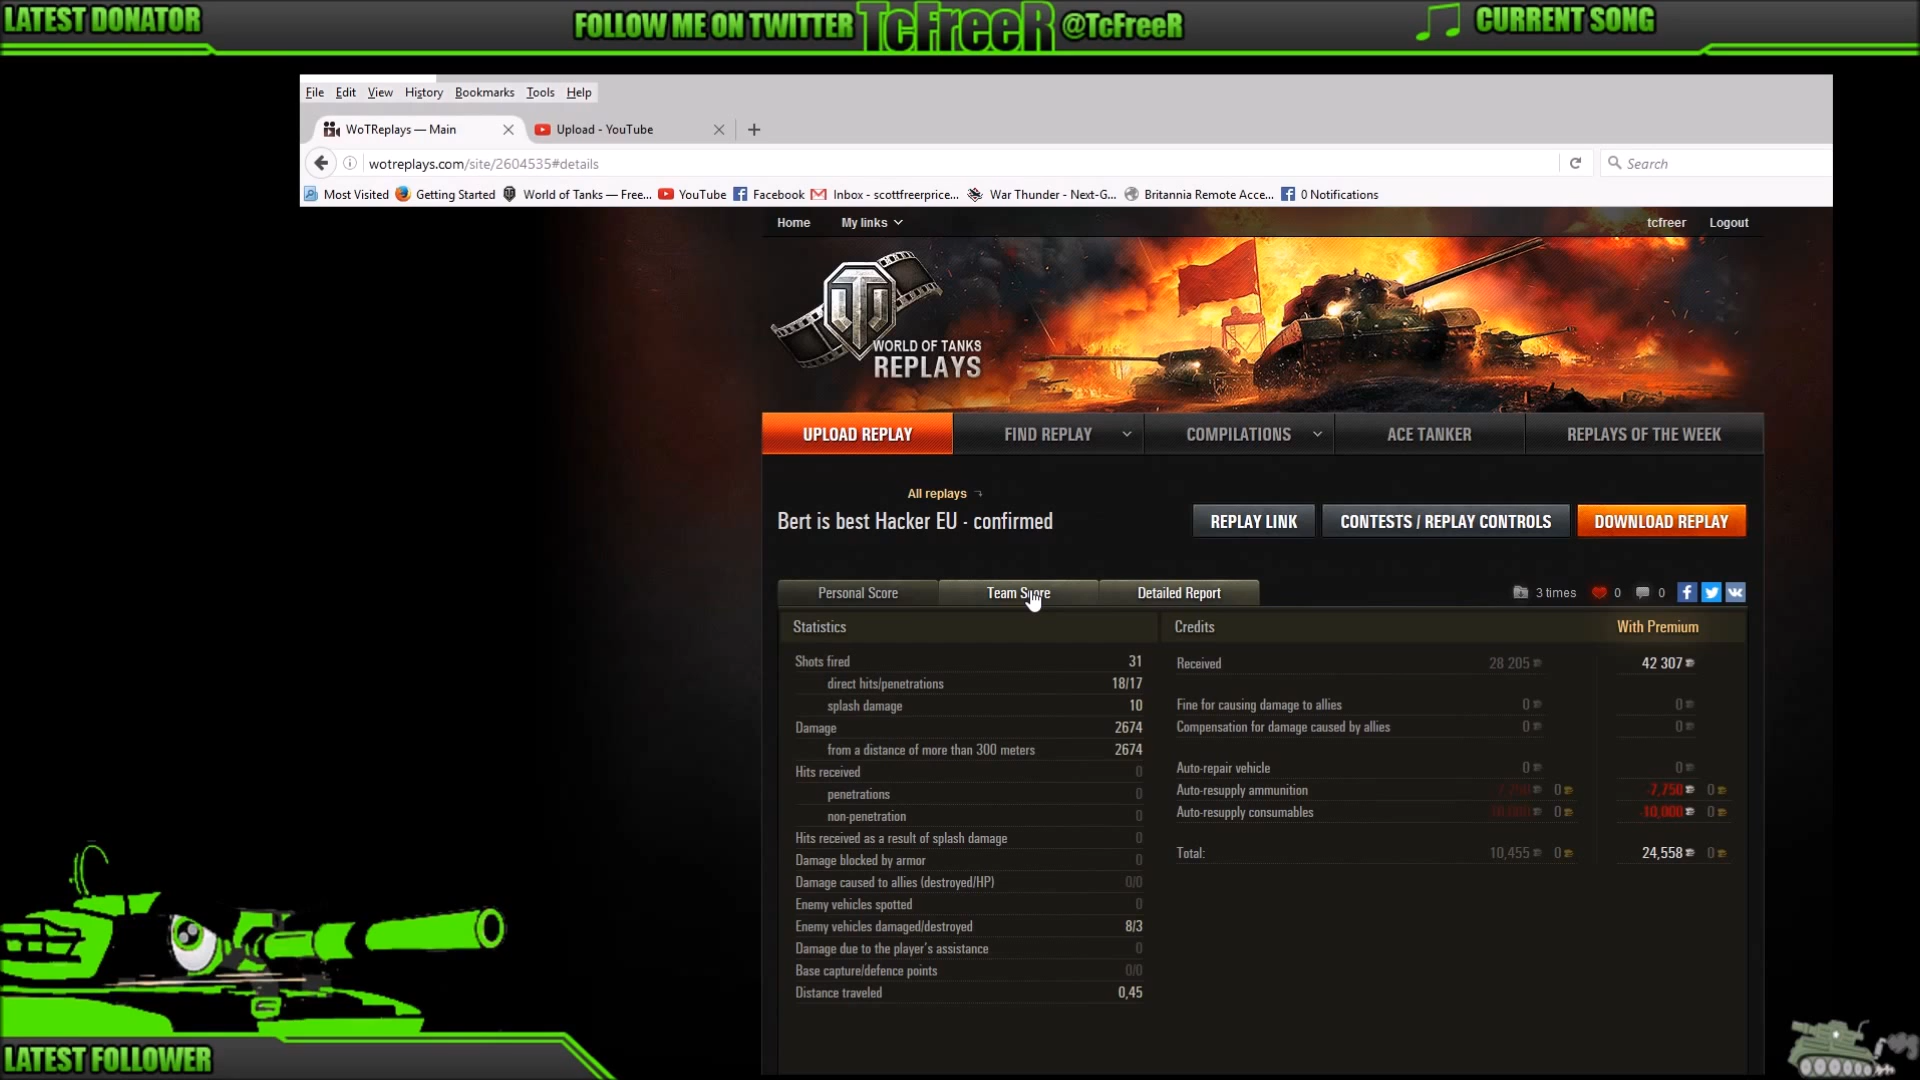 LATEST DONATOR
FOLLOW ME ON TWITTER TcFreeR @TcFreeR
CURRENT SONG
File Edit View History Bookmarks Tools Help
WoTReplays — Main
Upload - YouTube
wotreplays.com/site/2604535#details
Search
Most Visited Getting Started World of Tanks — Free... YouTube Facebook Inbox - scottfreerprice... War Thunder - Next-G... Britannia Remote Acce... 0 Notifications
Home My links tcfreer Logout
WORLD OF TANKS
REPLAYS
UPLOAD REPLAY FIND REPLAY COMPILATIONS ACE TANKER REPLAYS OF THE WEEK
All replays
Bert is best Hacker EU - confirmed
REPLAY LINK CONTESTS / REPLAY CONTROLS DOWNLOAD REPLAY
Personal Score Team Score Detailed Report 3 times 0 0
Statistics Credits With Premium
Shots fired 31
direct hits/penetrations 18/17
splash damage 10
Damage 2674
from a distance of more than 300 meters 2674
Hits received 0
penetrations 0
non-penetration 0
Hits received as a result of splash damage 0
Damage blocked by armor 0
Damage caused to allies (destroyed/HP) 0/0
Enemy vehicles spotted 0
Enemy vehicles damaged/destroyed 8/3
Damage due to the player's assistance 0
Base capture/defence points 0/0
Distance traveled 0,45
Received 28 205 42 307
Fine for causing damage to allies 0 0
Compensation for damage caused by allies 0 0
Auto-repair vehicle 0 0
Auto-resupply ammunition -7,750 0 -7,750 0
Auto-resupply consumables -10,000 0 -10,000 0
Total: 10,455 0 24,558 0
LATEST FOLLOWER